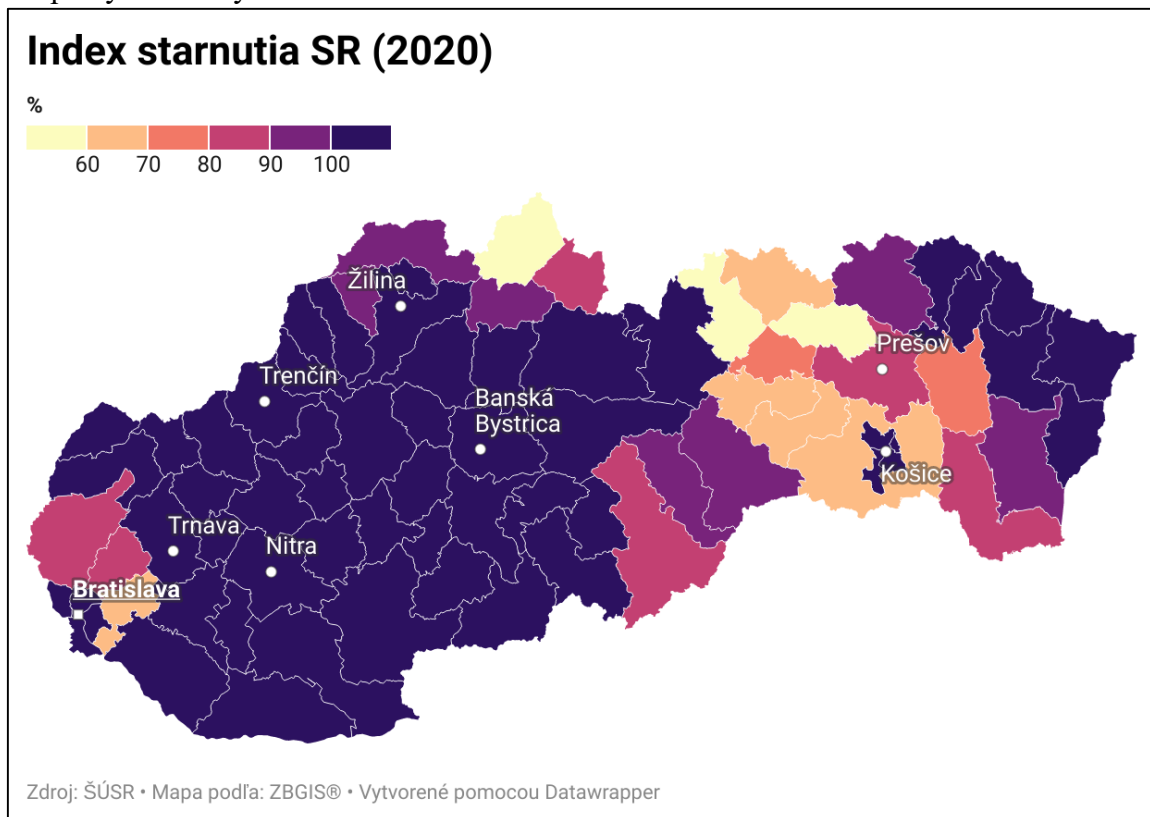 Index starnutia SR (2020)
%
60 70 80 90 100
Žilina
Prešov
Trenčín
Banská
Bystrica
Košice
Trnava
Nitra
Bratislava
Zdroj: ŠÚSR • Mapa podľa: ZBGIS® • Vytvorené pomocou Datawrapper